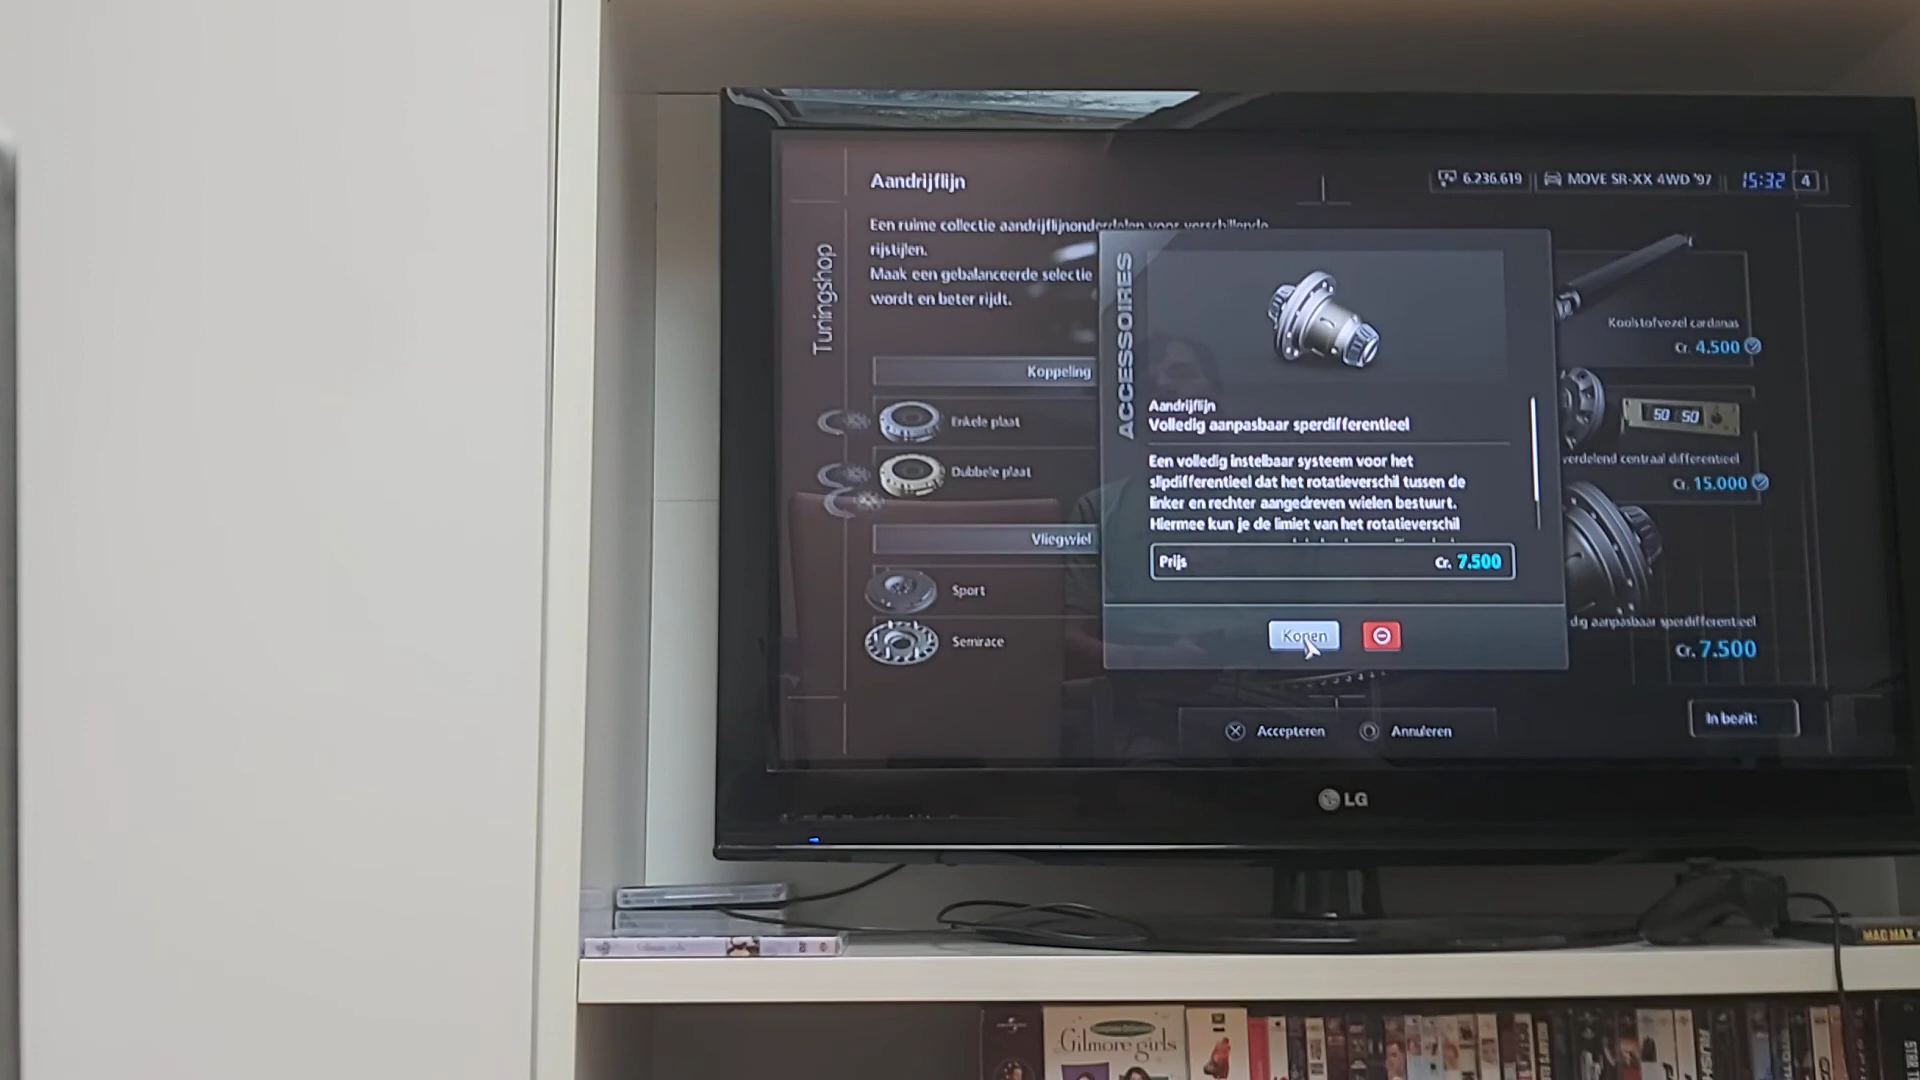 Aandrijflijn
6.236.619
MOVE SR-XX 4WD '97
15:32
4
Een ruime collectie aandrijflijnonderdelen voor verschillende
rijstijlen.
Maak een gebalanceerde selectie
wordt en beter rijdt.
Tuningshop
Koppeling
Enkele plaat
Dubbele plaat
Vliegwiel
Sport
Semirace
ACCESSOIRES
Aandrijflijn
Volledig aanpasbaar sperdifferentieel
Een volledig instelbaar systeem voor het
slipdifferentieel dat het rotatieverschil tussen de
linker en rechter aangedreven wielen bestuurt.
Hiermee kun je de limiet van het rotatieverschil
Prijs
Cr. 7.500
Kopen
Koolstofvezel cardanas
Cr. 4.500
50 50
verdelend centraal differentieel
Cr. 15.000
dig aanpasbaar sperdifferentieel
Cr. 7.500
In bezit:
Accepteren
Annuleren
LG
MAD MAX
Gilmore girls